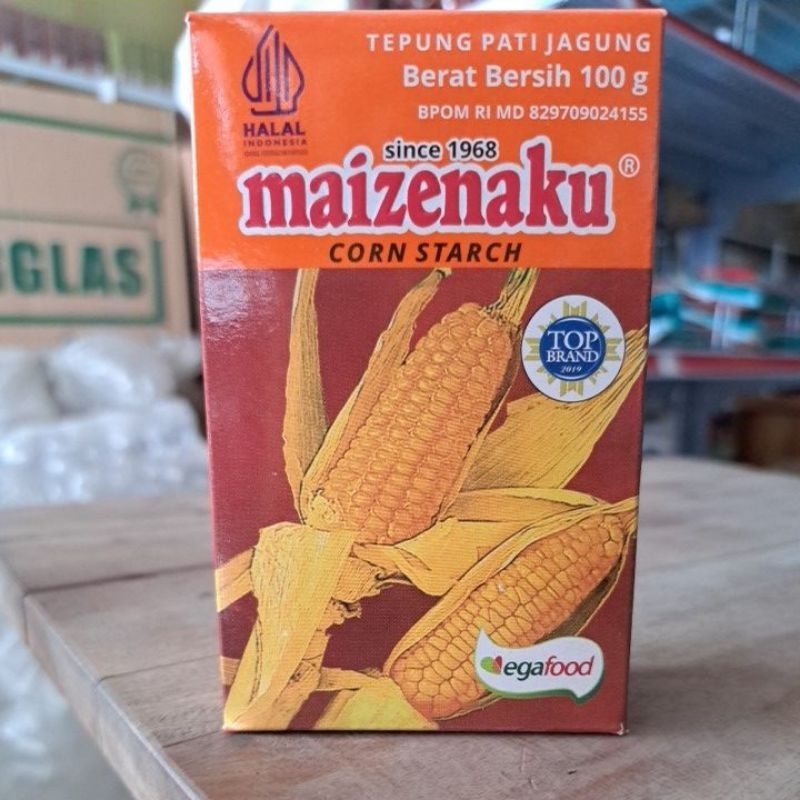 TEPUNG PATI JAGUNG
Berat Bersih 100 g
BPOM RI MD 829709024155
HALAL
INDONESIA
since 1968
maizenaku®
CORN STARCH
TOP
BRAND
2019
egafood
GLAS